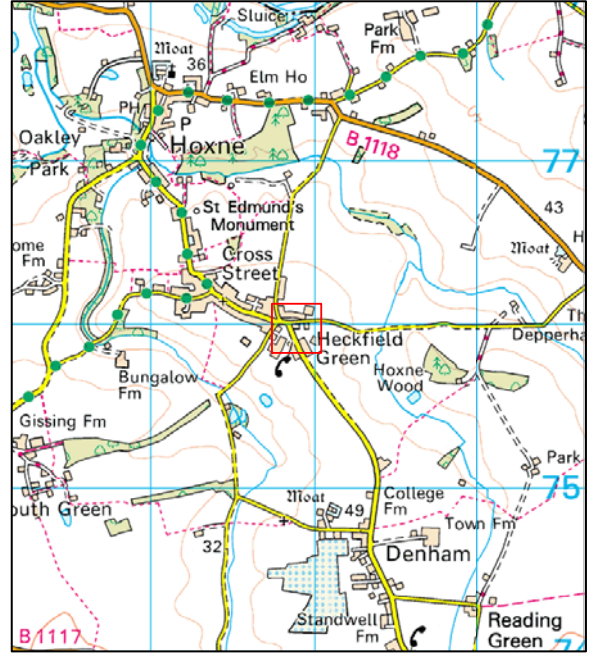 Sluice
Park
Fm
Moat
36
Elm Ho
PH
P
Oakley
Park
Hoxne
B 1118
77
St Edmund's
Monument
43
Moat
H
ome
Fm
Cross
Street
Th
Heckfield
Green
Depperha
Hoxne
Wood
Bungalow
Fm
Gissing Fm
Park
75
outh Green
Moat
49
College
Fm
Town Fm
32
Denham
Standwell
Fm
Reading
Green
B 1117